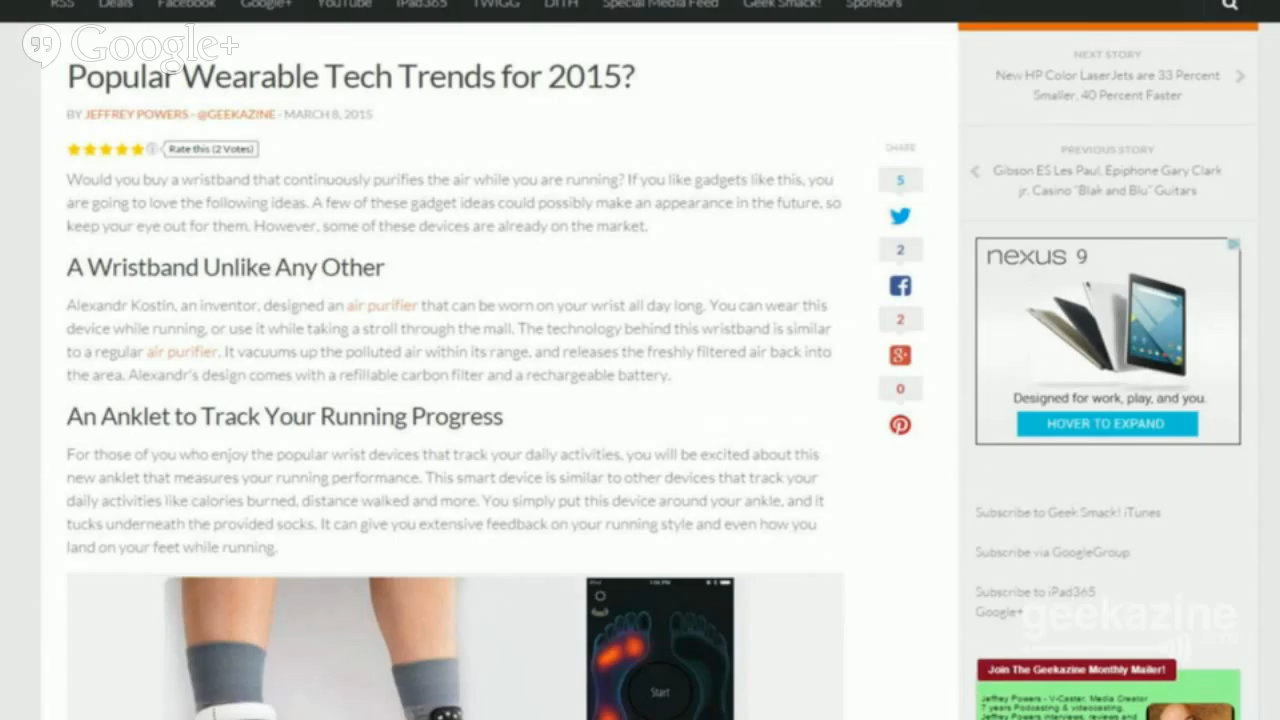 RSS Deals Facebook Google+ YouTube iPad365 TWIGG DITH Special Media Feed Geek Smack! Sponsors
Google+
Popular Wearable Tech Trends for 2015?
BY JEFFREY POWERS - @GEEKAZINE · MARCH 8, 2015
Rate this (2 Votes)
Would you buy a wristband that continuously purifies the air while you are running? If you like gadgets like this, you
are going to love the following ideas. A few of these gadget ideas could possibly make an appearance in the future, so
keep your eye out for them. However, some of these devices are already on the market.
A Wristband Unlike Any Other
Alexandr Kostin, an inventor, designed an air purifier that can be worn on your wrist all day long. You can wear this
device while running, or use it while taking a stroll through the mall. The technology behind this wristband is similar
to a regular air purifier. It vacuums up the polluted air within its range, and releases the freshly filtered air back into
the area. Alexandr's design comes with a refillable carbon filter and a rechargeable battery.
An Anklet to Track Your Running Progress
For those of you who enjoy the popular wrist devices that track your daily activities, you will be excited about this
new anklet that measures your running performance. This smart device is similar to other devices that track your
daily activities like calories burned, distance walked and more. You simply put this device around your ankle, and it
tucks underneath the provided socks. It can give you extensive feedback on your running style and even how you
land on your feet while running.
Start
SHARE
5
2
2
0
NEXT STORY
New HP Color LaserJets are 33 Percent
Smaller, 40 Percent Faster
PREVIOUS STORY
Gibson ES Les Paul, Epiphone Gary Clark
jr. Casino "Blak and Blu" Guitars
nexus 9
Designed for work, play, and you.
HOVER TO EXPAND
Subscribe to Geek Smack! iTunes
Subscribe via GoogleGroup
Subscribe to iPad365
Google+
geekazine
Join The Geekazine Monthly Mailer!
Jeffrey Powers - V-Caster, Media Creator
7 years Podcasting & videocasting.
Jeffrey Powers interviews, reviews and